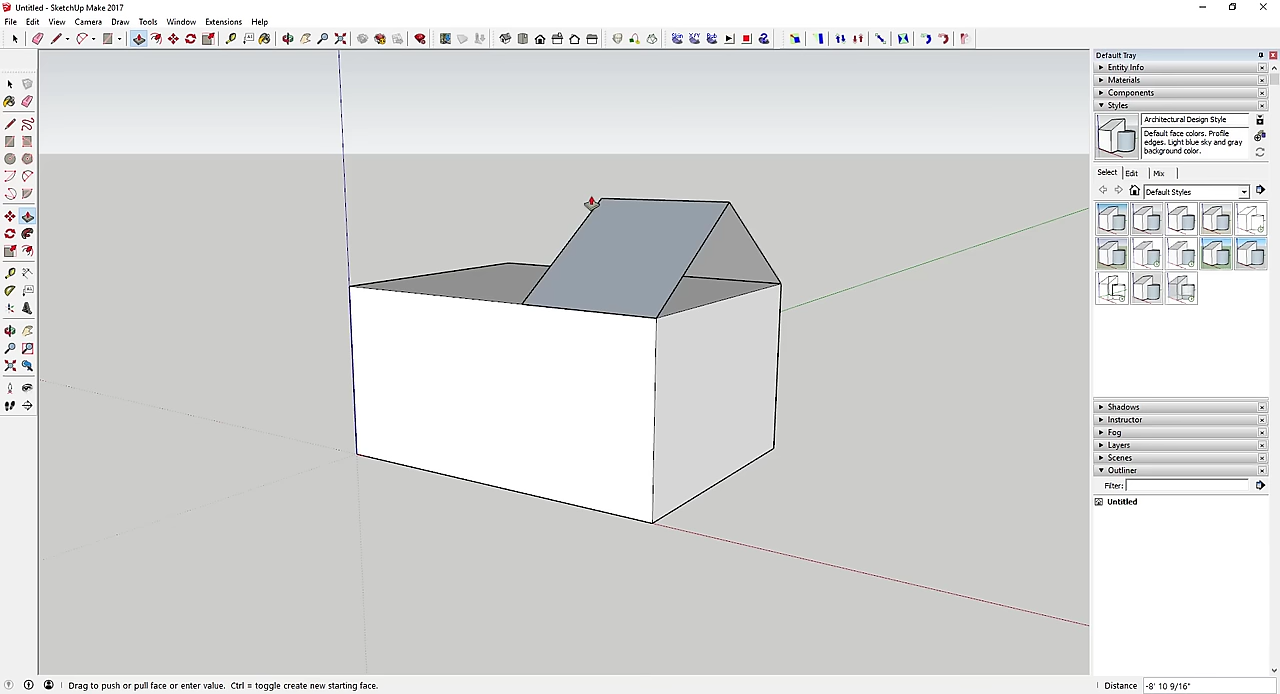 Untitled - SketchUp Make 2017
File Edit View Camera Draw Tools Window Extensions Help
Default Tray
Entity Info
Materials
Components
Styles
Architectural Design Style
Default face colors. Profile
edges. Light blue sky and gray
background color.
Select Edit Mix
Default Styles
Shadows
Instructor
Fog
Layers
Scenes
Outliner
Filter:
Untitled
Drag to push or pull face or enter value. Ctrl = toggle create new starting face.
Distance -8' 10 9/16"